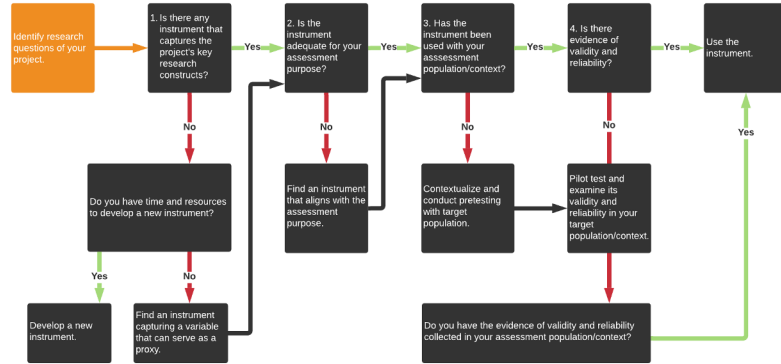 Identify research
questions of your
project.
1. Is there any
instrument that
captures the
project's key
research
constructs?
Yes
2. Is the
instrument
adequate for your
assessment
purpose?
Yes
3. Has the
instrument been
used with your
asssessment
population/context?
Yes
4. Is there
evidence of
validity and
reliability?
Yes
Use the
instrument.
No
No
No
No
Yes
Do you have time and resources
to develop a new instrument?
Find an instrument
that aligns with the
assessment
purpose.
Contextualize and
conduct pretesting
with target
population.
Pilot test and
examine its
validity and
reliability in your
target
population/context.
Yes
No
Develop a new
instrument.
Find an instrument
capturing a variable
that can serve as a
proxy.
Do you have the evidence of validity and reliability
collected in your assessment population/context?